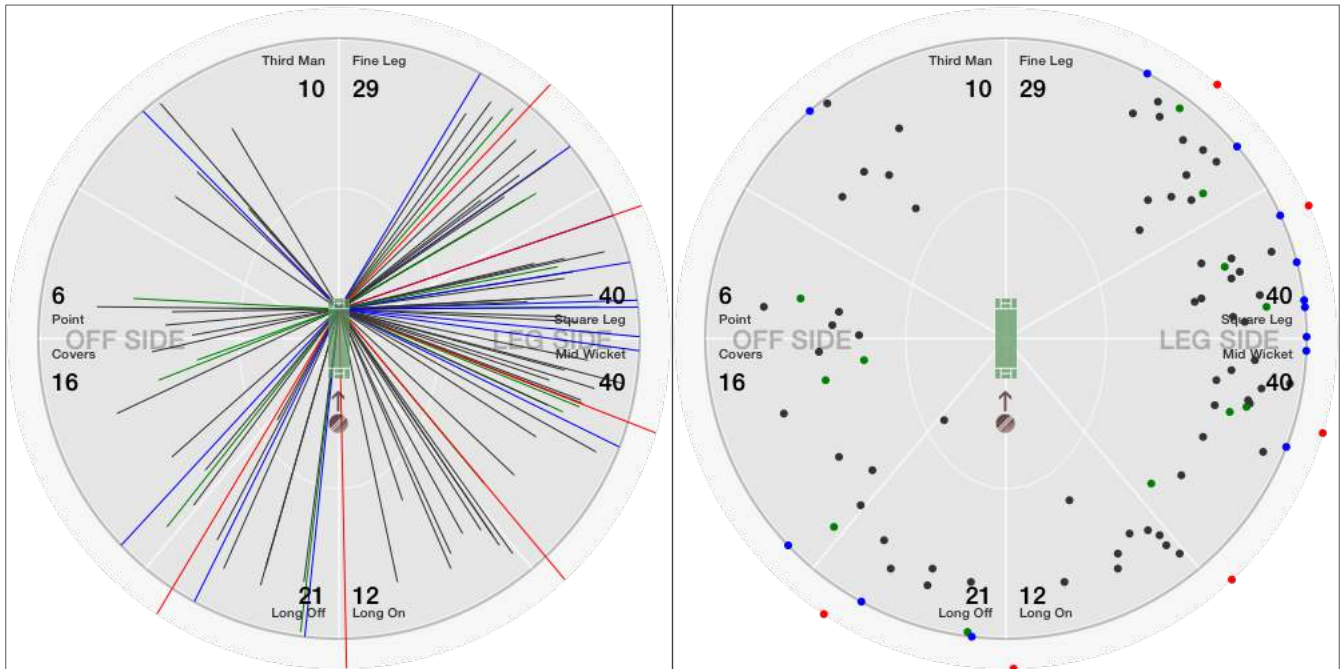 Third Man Fine Leg
10 29
6 40
Point Square Leg
OFF SIDE LEG SIDE
Covers Mid Wicket
16 40
21 12
Long Off Long On
Third Man Fine Leg
10 29
6 40
Point Square Leg
OFF SIDE LEG SIDE
Covers Mid Wicket
16 40
21 12
Long Off Long On